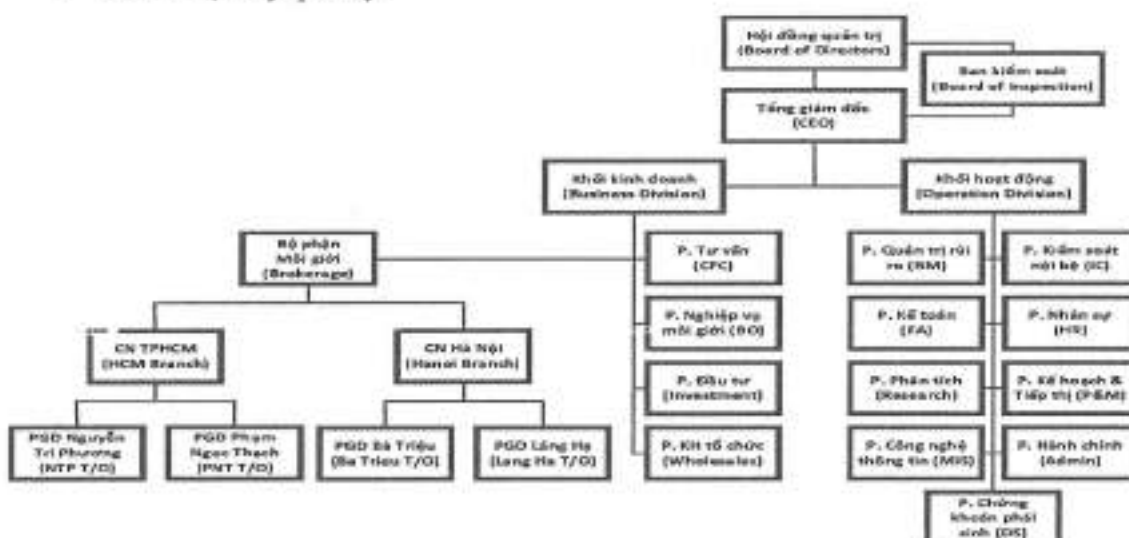 Hội đồng quản trị
(Board of Directors)
Ban kiểm soát
(Board of Inspection)
Tổng giám đốc
(CEO)
Khối kinh doanh
(Business Division)
Khối hoạt động
(Operation Division)
Bộ phận
Môi giới
(Brokerage)
P. Tư vấn
(CFC)
P. Quản trị rủi
ro (RM)
P. Kiểm soát
nội bộ (IC)
CN TPHCM
(HCM Branch)
CN Hà Nội
(Hanoi Branch)
P. Nghiệp vụ
môi giới (BO)
P. Kế toán
(FA)
P. Nhân sự
(HR)
P. Đầu tư
(Investment)
P. Phân tích
(Research)
P. Kế hoạch &
Tiếp thị (P&M)
PGD Nguyễn
Tri Phương
(NTP T/O)
PGD Phạm
Ngọc Thạch
(PNT T/O)
PGD Bà Triệu
(Ba Trieu T/O)
PGD Láng Hạ
(Lang Ha T/O)
P. KH tổ chức
(Wholesales)
P. Công nghệ
thông tin (MIS)
P. Hành chính
(Admin)
P. Chứng
khoán phái
sinh (DS)